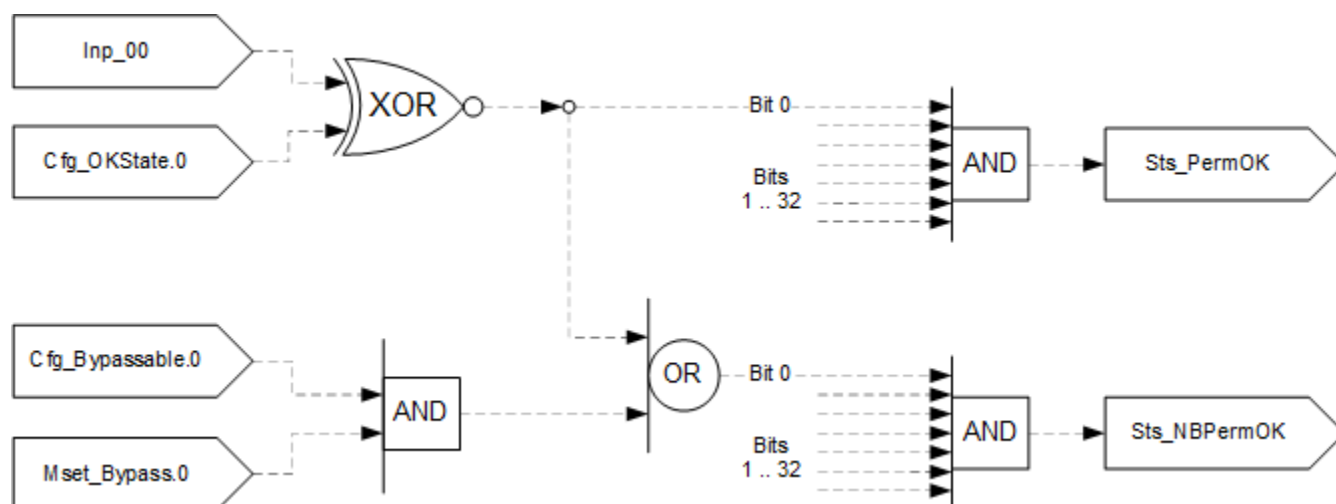 Inp_00
XOR
Cfg_OKState.0
Bit 0
Bits
1 .. 32
AND
Sts_PermOK
Cfg_Bypassable.0
Mset_Bypass.0
AND
OR
Bit 0
Bits
1 .. 32
AND
Sts_NBPermOK